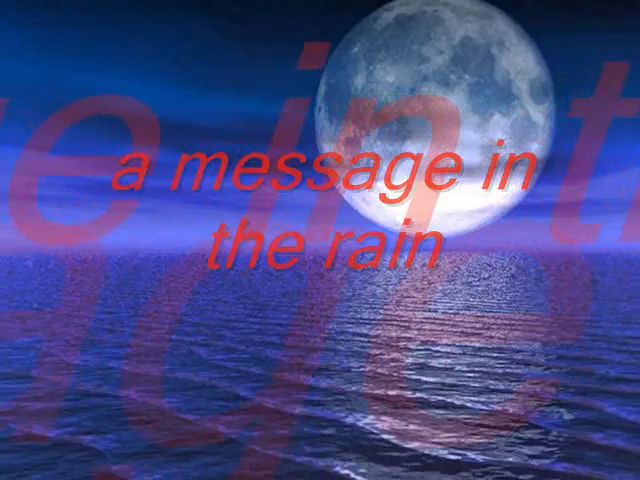 a message in
the rain